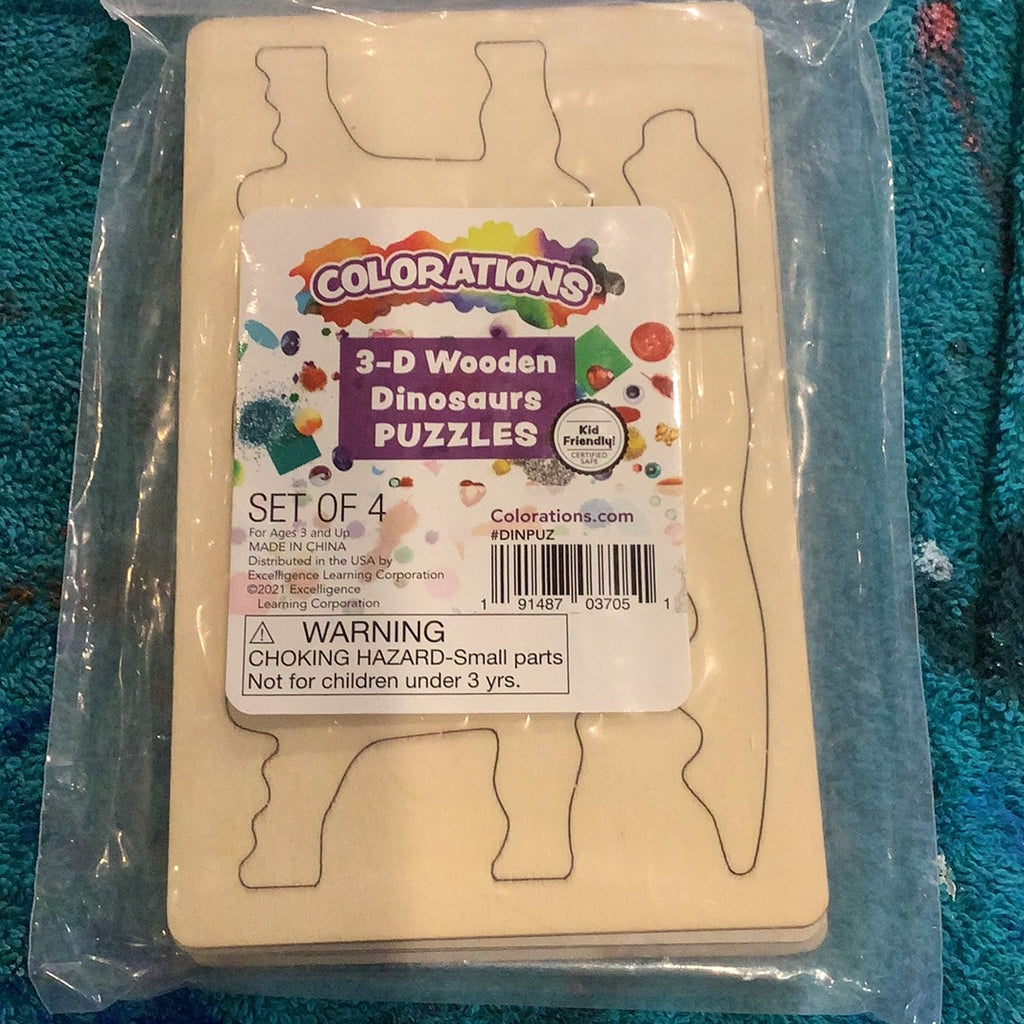 COLORATIONS®
3-D Wooden
Dinosaurs
PUZZLES
Kid
Friendly!
CERTIFIED
SAFE
SET OF 4
For Ages 3 and Up
MADE IN CHINA
Distributed in the USA by
Excelligence Learning Corporation
©2021 Excelligence
Learning Corporation
Colorations.com
#DINPUZ
1 91487 03705 1
WARNING
CHOKING HAZARD-Small parts
Not for children under 3 yrs.